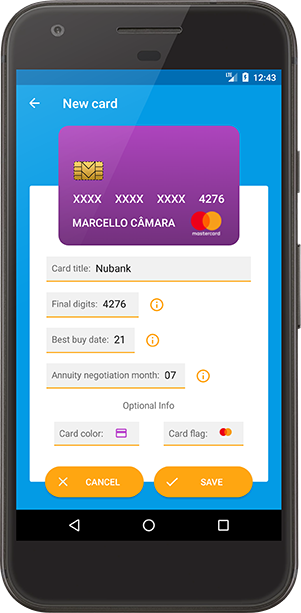 LTE 12:43
New card
XXXX XXXX XXXX 4276
MARCELLO CÂMARA
mastercard
Card title: Nubank
Final digits: 4276
Best buy date: 21
Annuity negotiation month: 07
Optional Info
Card color: Card flag:
CANCEL SAVE